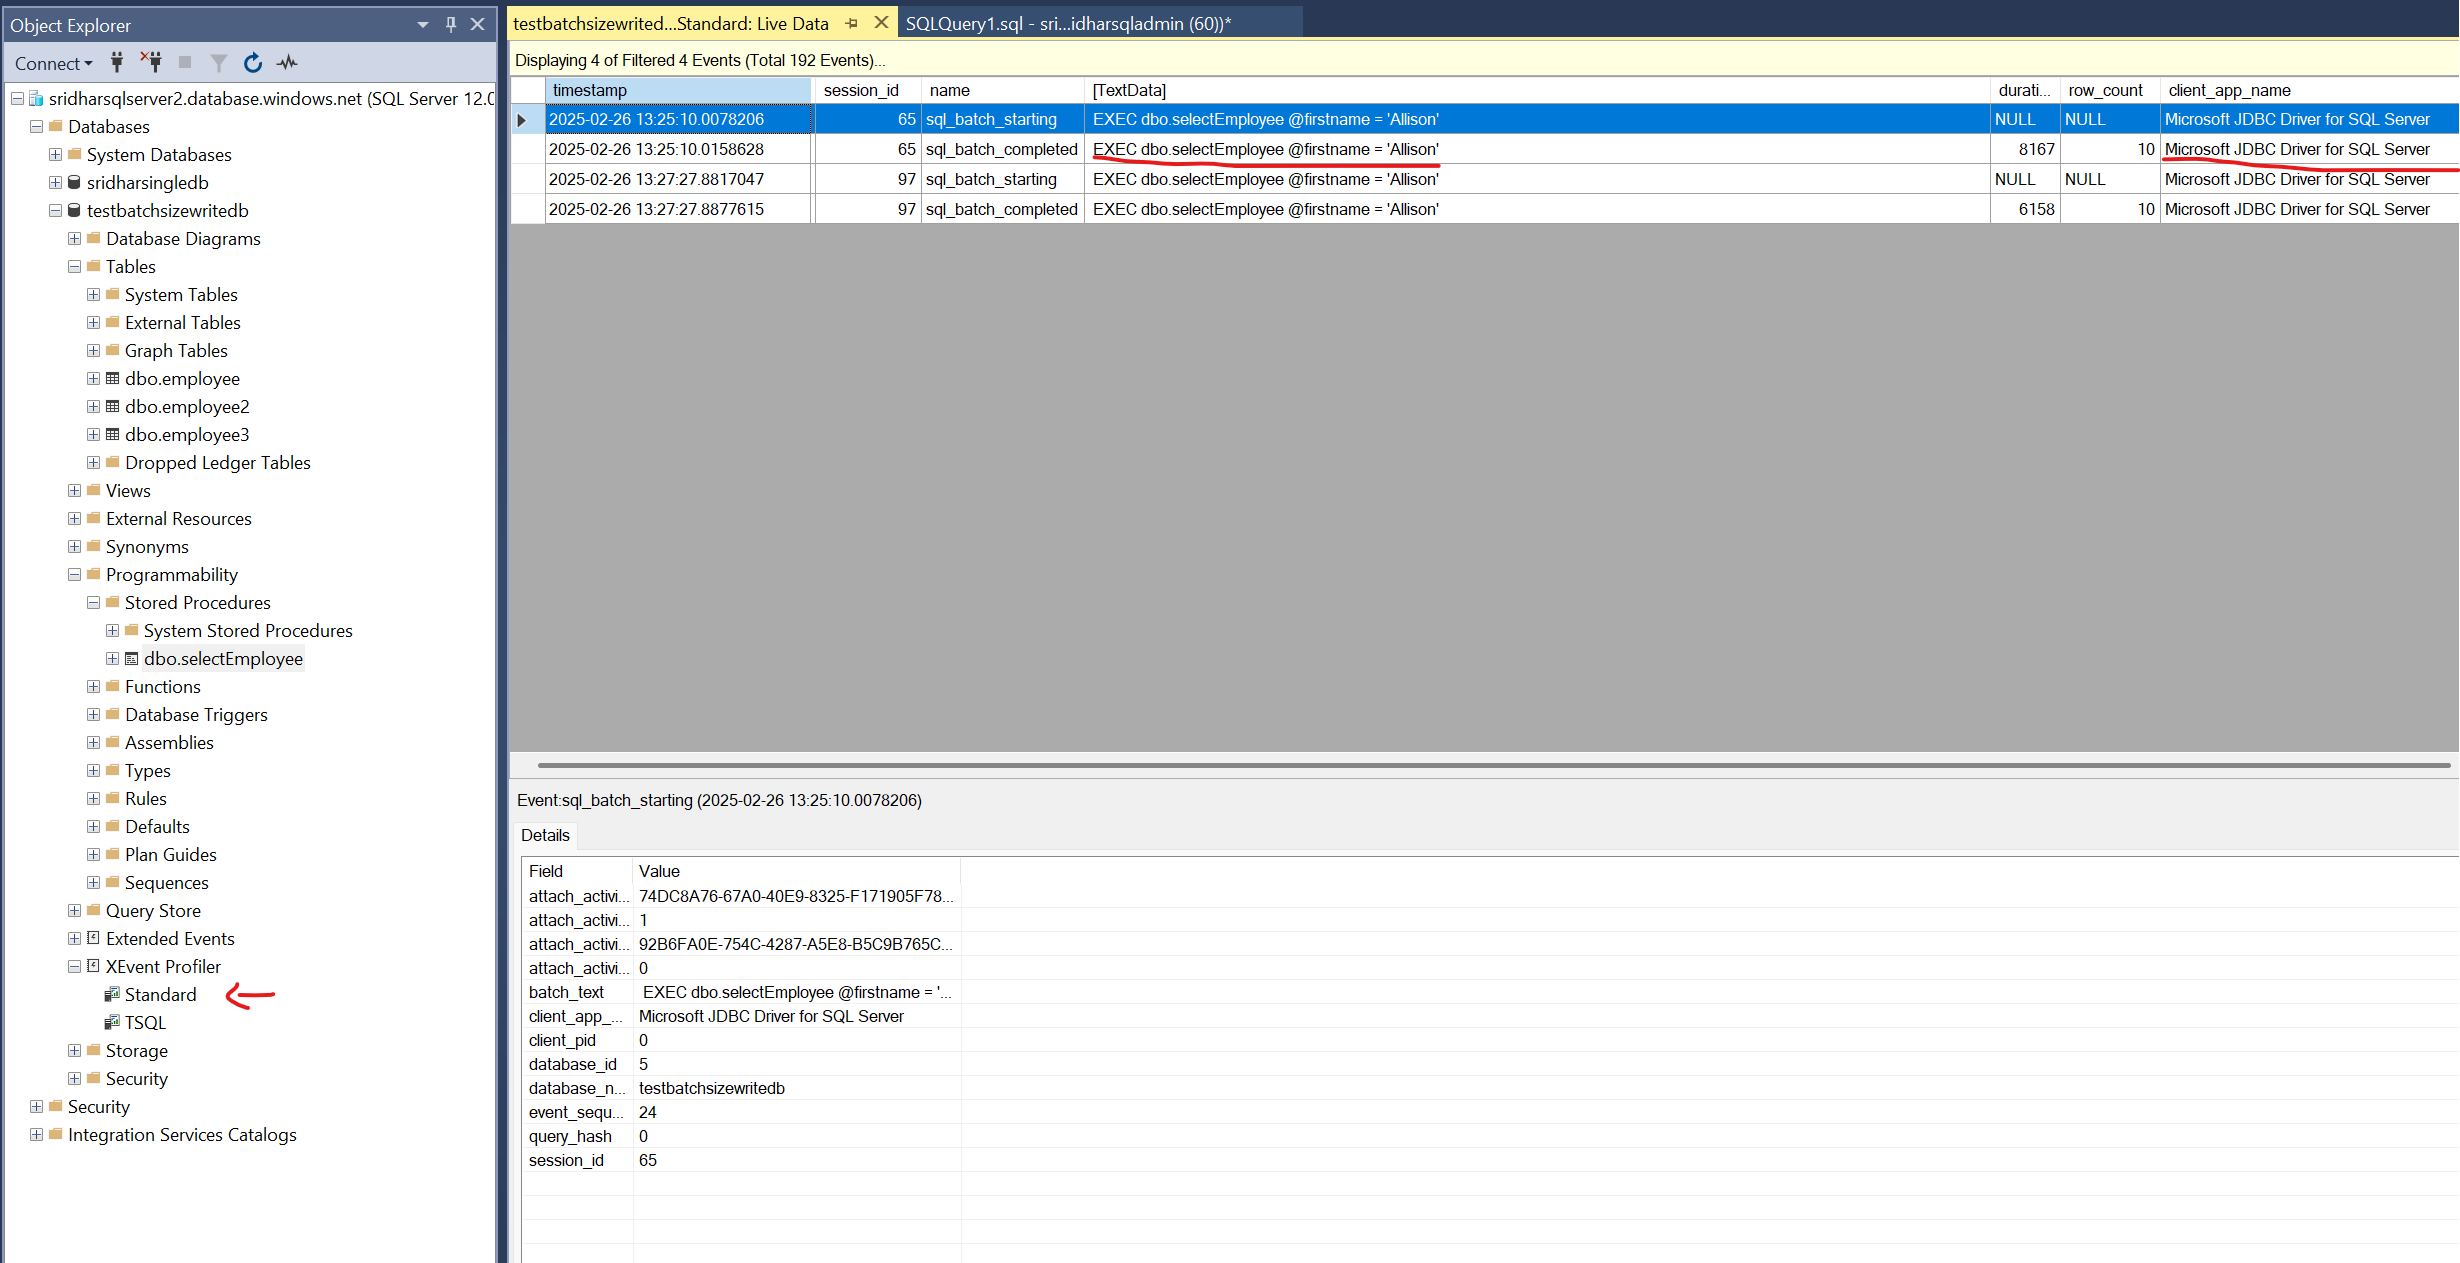 Object Explorer
Connect
sridharsqlserver2.database.windows.net (SQL Server 12.0
Databases
System Databases
sridharsingledb
testbatchsizewritedb
Database Diagrams
Tables
System Tables
External Tables
Graph Tables
dbo.employee
dbo.employee2
dbo.employee3
Dropped Ledger Tables
Views
External Resources
Synonyms
Programmability
Stored Procedures
System Stored Procedures
dbo.selectEmployee
Functions
Database Triggers
Assemblies
Types
Rules
Defaults
Plan Guides
Sequences
Query Store
Extended Events
XEvent Profiler
Standard
TSQL
Storage
Security
Security
Integration Services Catalogs
testbatchsizewrited...Standard: Live Data SQLQuery1.sql - sri...idharsqladmin (60))*
Displaying 4 of Filtered 4 Events (Total 192 Events)...
timestamp session_id name [TextData] durati... row_count client_app_name
2025-02-26 13:25:10.0078206 65 sql_batch_starting EXEC dbo.selectEmployee @firstname = 'Allison' NULL NULL Microsoft JDBC Driver for SQL Server
2025-02-26 13:25:10.0158628 65 sql_batch_completed EXEC dbo.selectEmployee @firstname = 'Allison' 8167 10 Microsoft JDBC Driver for SQL Server
2025-02-26 13:27:27.8817047 97 sql_batch_starting EXEC dbo.selectEmployee @firstname = 'Allison' NULL NULL Microsoft JDBC Driver for SQL Server
2025-02-26 13:27:27.8877615 97 sql_batch_completed EXEC dbo.selectEmployee @firstname = 'Allison' 6158 10 Microsoft JDBC Driver for SQL Server
Event:sql_batch_starting (2025-02-26 13:25:10.0078206)
Details
Field Value
attach_activi... 74DC8A76-67A0-40E9-8325-F171905F78...
attach_activi... 1
attach_activi... 92B6FA0E-754C-4287-A5E8-B5C9B765C...
attach_activi... 0
batch_text EXEC dbo.selectEmployee @firstname = '...
client_app_... Microsoft JDBC Driver for SQL Server
client_pid 0
database_id 5
database_n... testbatchsizewritedb
event_sequ... 24
query_hash 0
session_id 65